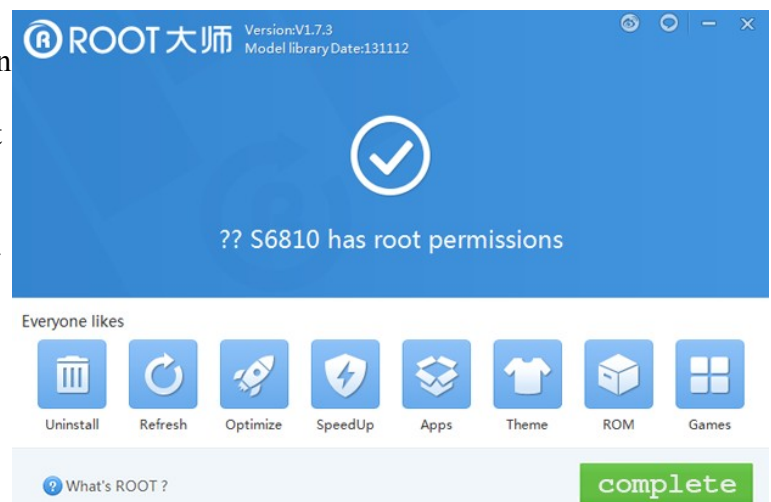 ROOT大师
Version:V1.7.3
Model library Date:131112
n
t
?? S6810 has root permissions
Everyone likes
Uninstall Refresh Optimize SpeedUp Apps Theme ROM Games
What's ROOT ?
complete